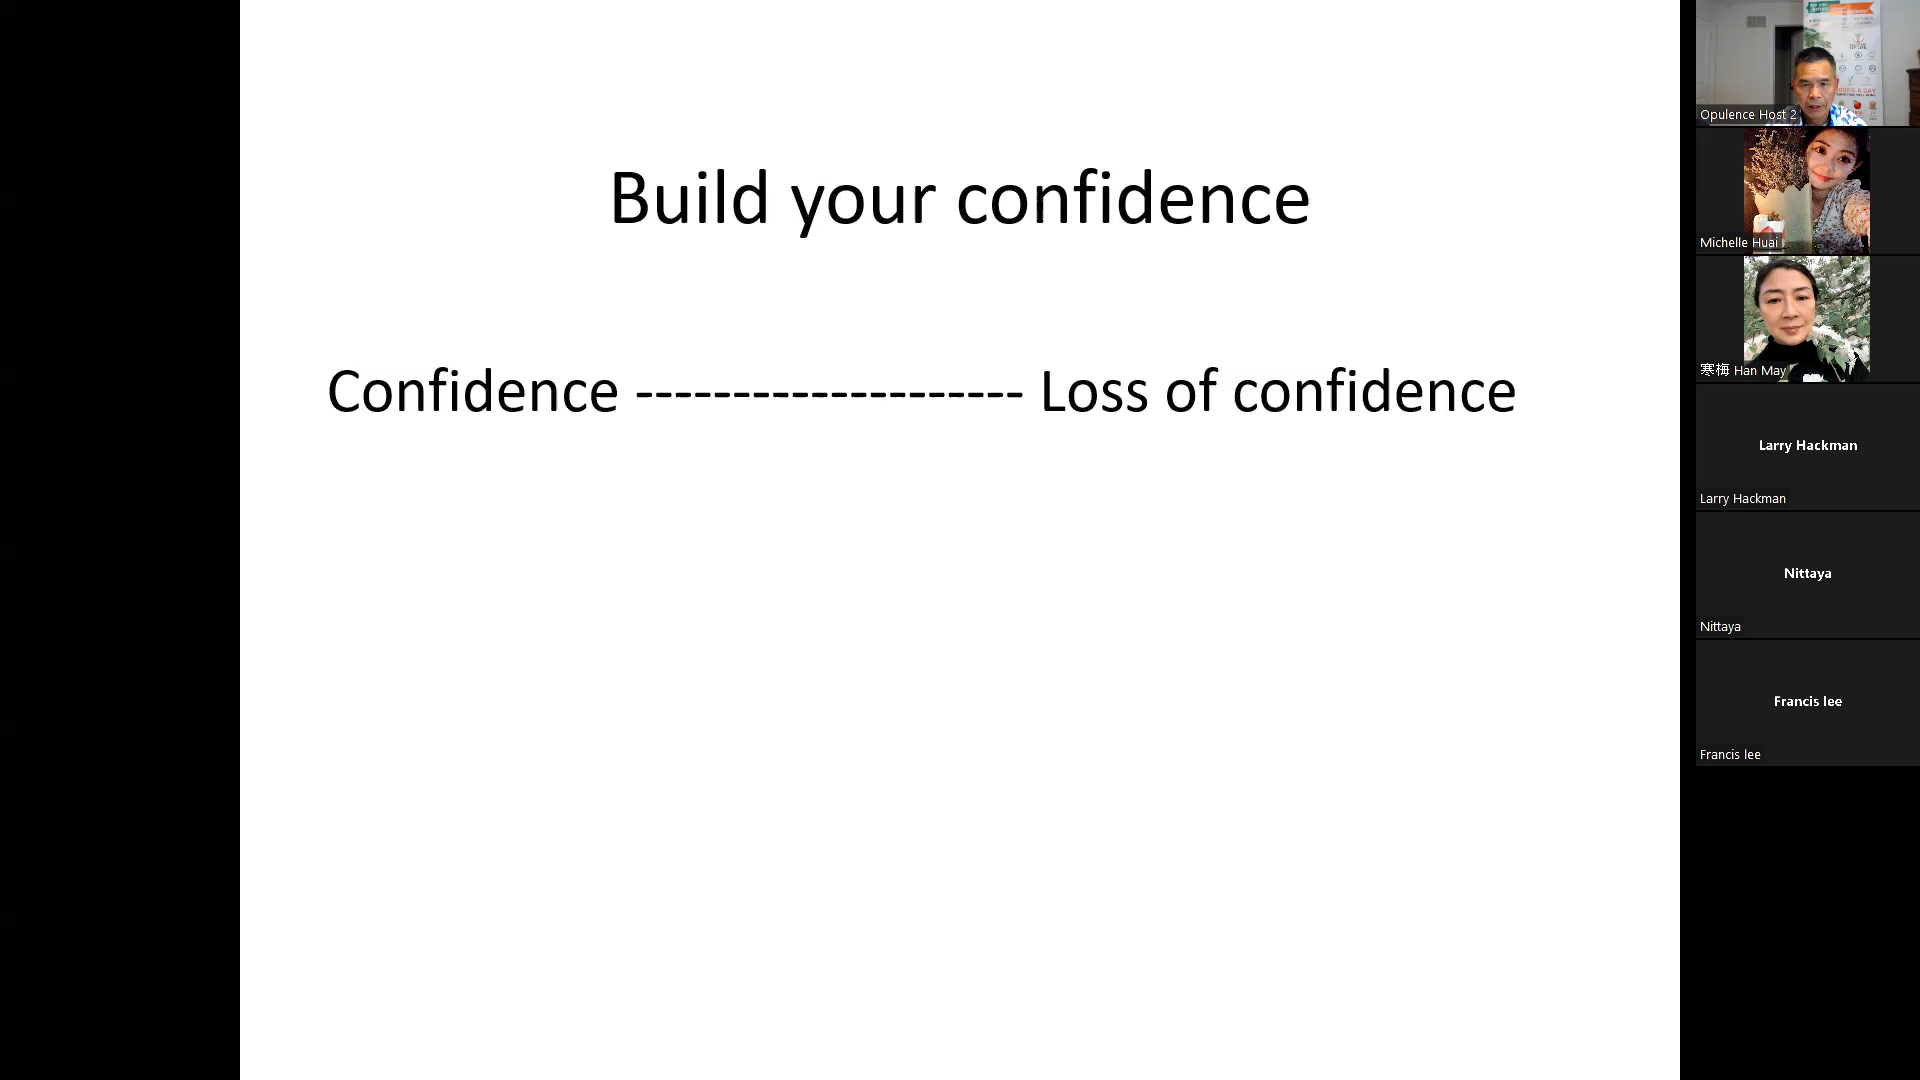 Build your confidence
Confidence -------------------- Loss of confidence
Opulence Host 2
Michelle Huai
寒梅 Han May
Larry Hackman
Larry Hackman
Nittaya
Nittaya
Francis lee
Francis lee